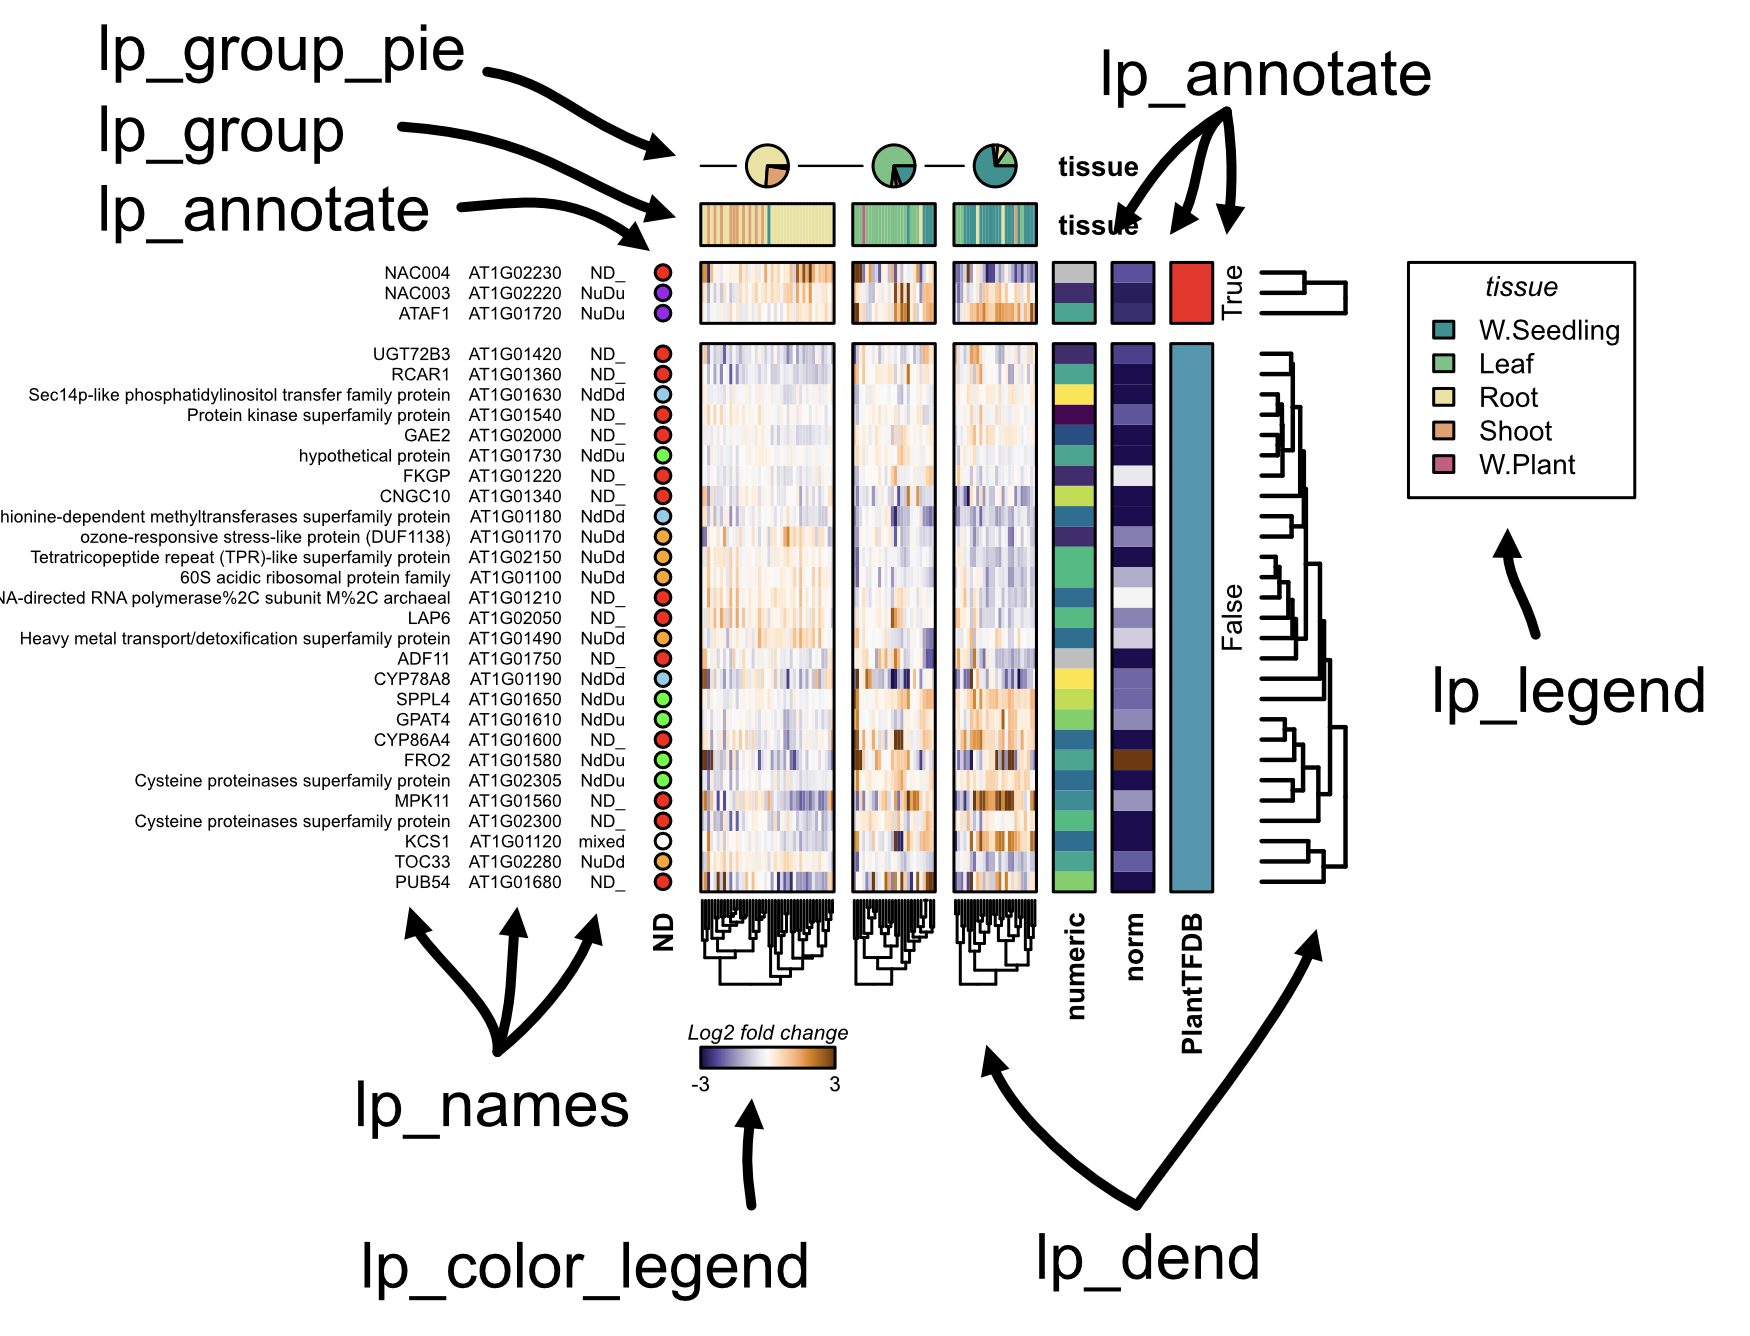 lp_group_pie
lp_group
lp_annotate
lp_annotate
tissue
tissue
NAC004 AT1G02230 ND_
NAC003 AT1G02220 NuDu
ATAF1 AT1G01720 NuDu
True
UGT72B3 AT1G01420 ND_
RCAR1 AT1G01360 ND_
Sec14p-like phosphatidylinositol transfer family protein AT1G01630 NdDd
Protein kinase superfamily protein AT1G01540 ND_
GAE2 AT1G02000 ND_
hypothetical protein AT1G01730 NdDu
FKGP AT1G01220 ND_
CNGC10 AT1G01340 ND_
hionine-dependent methyltransferases superfamily protein AT1G01180 NdDd
ozone-responsive stress-like protein (DUF1138) AT1G01170 NuDd
Tetratricopeptide repeat (TPR)-like superfamily protein AT1G02150 NuDd
60S acidic ribosomal protein family AT1G01100 NuDd
NA-directed RNA polymerase%2C subunit M%2C archaeal AT1G01210 ND_
LAP6 AT1G02050 ND_
Heavy metal transport/detoxification superfamily protein AT1G01490 NuDd
ADF11 AT1G01750 ND_
CYP78A8 AT1G01190 NdDd
SPPL4 AT1G01650 NdDu
GPAT4 AT1G01610 NdDu
CYP86A4 AT1G01600 ND_
FRO2 AT1G01580 NdDu
Cysteine proteinases superfamily protein AT1G02305 NdDu
MPK11 AT1G01560 ND_
Cysteine proteinases superfamily protein AT1G02300 ND_
KCS1 AT1G01120 mixed
TOC33 AT1G02280 NuDd
PUB54 AT1G01680 ND_
False
tissue
W.Seedling
Leaf
Root
Shoot
W.Plant
lp_legend
ND
numeric
norm
PlantTFDB
Log2 fold change
-3 3
lp_names
lp_color_legend
lp_dend